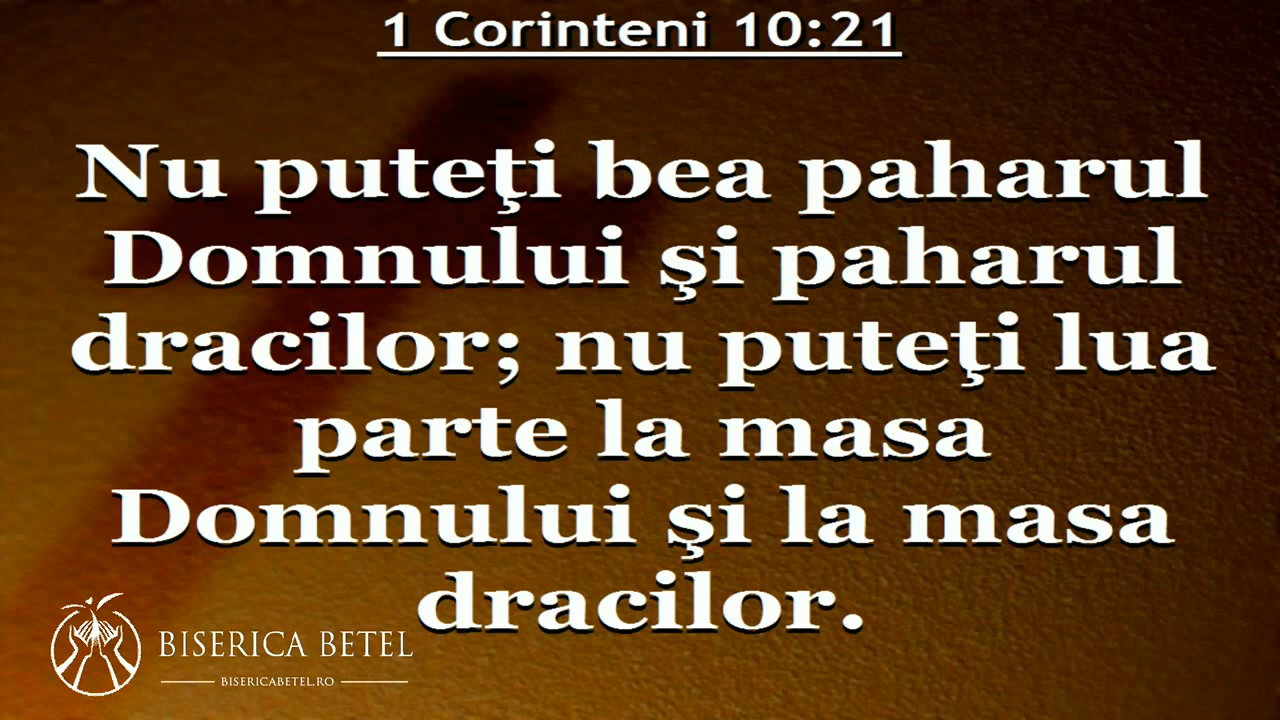 1 Corinteni 10:21
Nu puteţi bea paharul
Domnului şi paharul
dracilor; nu puteţi lua
parte la masa
Domnului şi la masa
dracilor.
BISERICA BETEL
BISERICABETEL.RO